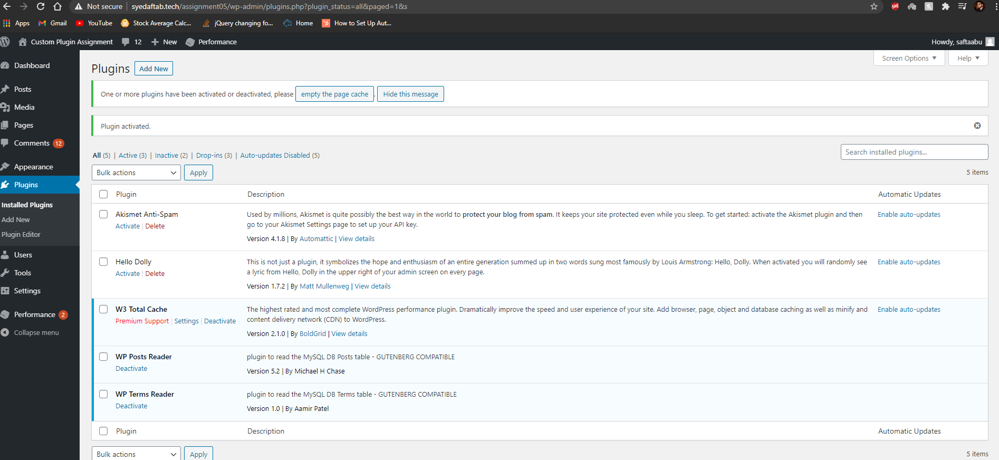 Not secure | syedaftab.tech/assignment05/wp-admin/plugins.php?plugin_status=all&paged=1&s
Apps Gmail YouTube Stock Average Calc... jQuery changing fo... Home How to Set Up Aut...
Custom Plugin Assignment 12 New Performance Howdy, saftaabu
Screen Options Help
Dashboard
Posts
Media
Pages
Comments 12
Appearance
Plugins
Installed Plugins
Add New
Plugin Editor
Users
Tools
Settings
Performance 2
Collapse menu
Plugins Add New
One or more plugins have been activated or deactivated, please empty the page cache. Hide this message
Plugin activated.
All (5) | Active (3) | Inactive (2) | Drop-ins (3) | Auto-updates Disabled (5)
Search installed plugins...
Bulk actions Apply
5 items
Plugin Description Automatic Updates
Akismet Anti-Spam
Activate | Delete
Used by millions, Akismet is quite possibly the best way in the world to protect your blog from spam. It keeps your site protected even while you sleep. To get started: activate the Akismet plugin and then
go to your Akismet Settings page to set up your API key.
Version 4.1.8 | By Automattic | View details
Enable auto-updates
Hello Dolly
Activate | Delete
This is not just a plugin, it symbolizes the hope and enthusiasm of an entire generation summed up in two words sung most famously by Louis Armstrong: Hello, Dolly. When activated you will randomly see
a lyric from Hello, Dolly in the upper right of your admin screen on every page.
Version 1.7.2 | By Matt Mullenweg | View details
Enable auto-updates
W3 Total Cache
Premium Support | Settings | Deactivate
The highest rated and most complete WordPress performance plugin. Dramatically improve the speed and user experience of your site. Add browser, page, object and database caching as well as minify and
content delivery network (CDN) to WordPress.
Version 2.1.0 | By BoldGrid | View details
Enable auto-updates
WP Posts Reader
Deactivate
plugin to read the MySQL DB Posts table - GUTENBERG COMPATIBLE
Version 5.2 | By Michael H Chase
WP Terms Reader
Deactivate
plugin to read the MySQL DB Terms table - GUTENBERG COMPATIBLE
Version 1.0 | By Aamir Patel
Plugin Description Automatic Updates
Bulk actions Apply
5 items